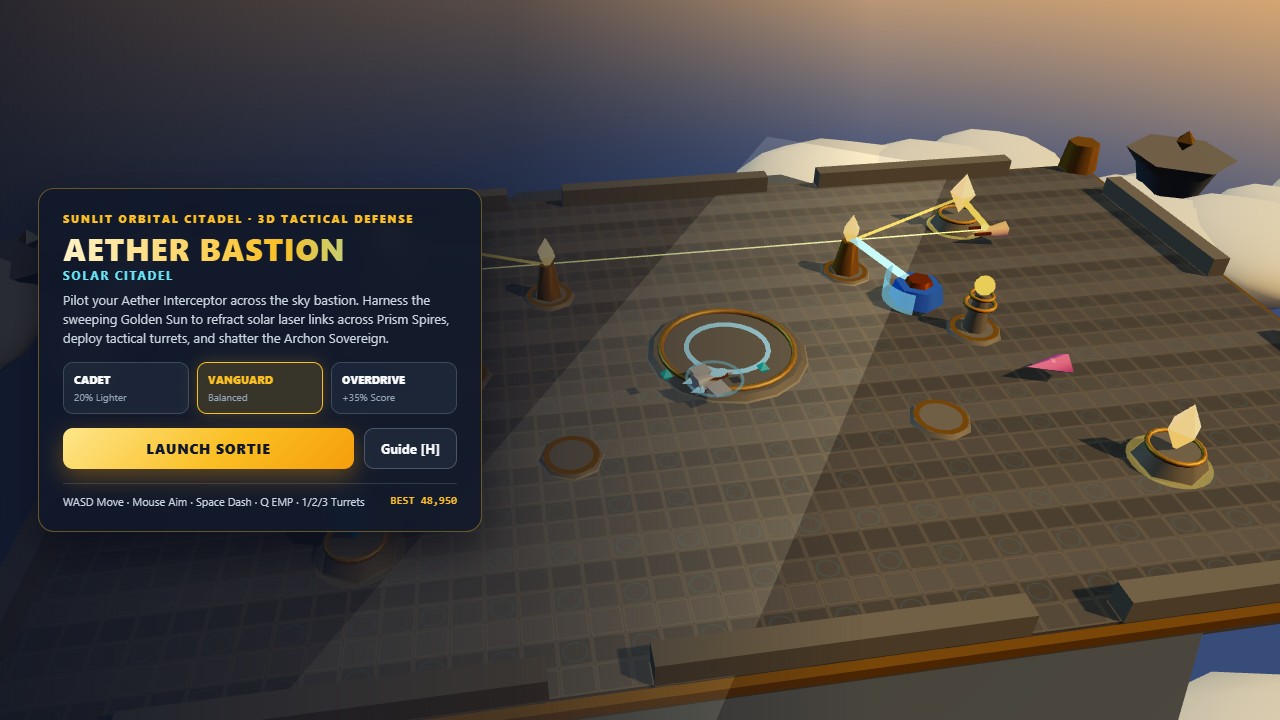 SUNLIT ORBITAL CITADEL · 3D TACTICAL DEFENSE
AETHER BASTION
SOLAR CITADEL
Pilot your Aether Interceptor across the sky bastion. Harness the
sweeping Golden Sun to refract solar laser links across Prism Spires,
deploy tactical turrets, and shatter the Archon Sovereign.
CADET
20% Lighter
VANGUARD
Balanced
OVERDRIVE
+35% Score
LAUNCH SORTIE
Guide [H]
WASD Move · Mouse Aim · Space Dash · Q EMP · 1/2/3 Turrets
BEST 48,950